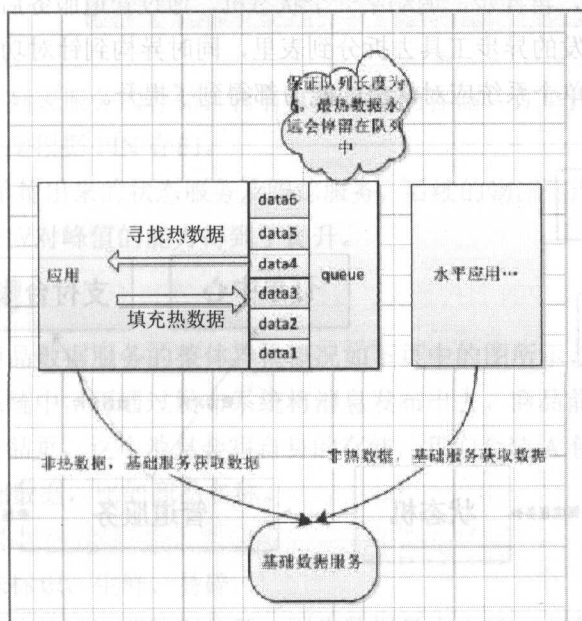 保证队列长度为
q，最热数据永
远会停留在队列
中
data6
data5
data4
data3
data2
data1
应用
寻找热数据
填充热数据
queue
水平应用…
非热数据，基础服务获取数据
非热数据，基础服务获取数据
基础数据服务